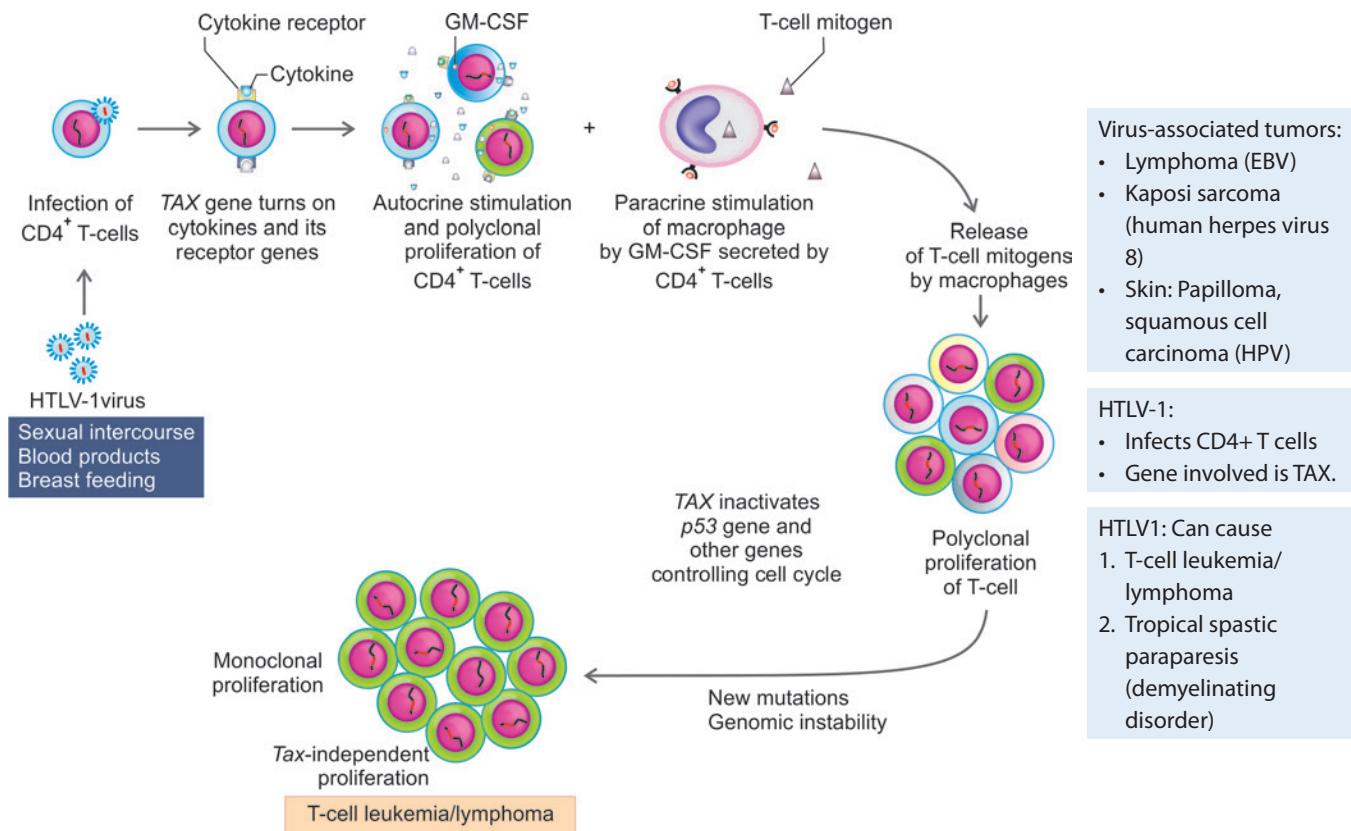 Cytokine receptor
Cytokine
GM-CSF
T-cell mitogen
Infection of
CD4+ T-cells
TAX gene turns on
cytokines and its
receptor genes
Autocrine stimulation
and polyclonal
proliferation of
CD4+ T-cells
+
Paracrine stimulation
of macrophage
by GM-CSF secreted by
CD4+ T-cells
Release
of T-cell mitogens
by macrophages
HTLV-1virus
Sexual intercourse
Blood products
Breast feeding
Polyclonal
proliferation
of T-cell
TAX inactivates
p53 gene and
other genes
controlling cell cycle
New mutations
Genomic instability
Monoclonal
proliferation
Tax-independent
proliferation
T-cell leukemia/lymphoma
Virus-associated tumors:
• Lymphoma (EBV)
• Kaposi sarcoma
(human herpes virus
8)
• Skin: Papilloma,
squamous cell
carcinoma (HPV)
HTLV-1:
• Infects CD4+ T cells
• Gene involved is TAX.
HTLV1: Can cause
1. T-cell leukemia/
lymphoma
2. Tropical spastic
paraparesis
(demyelinating
disorder)